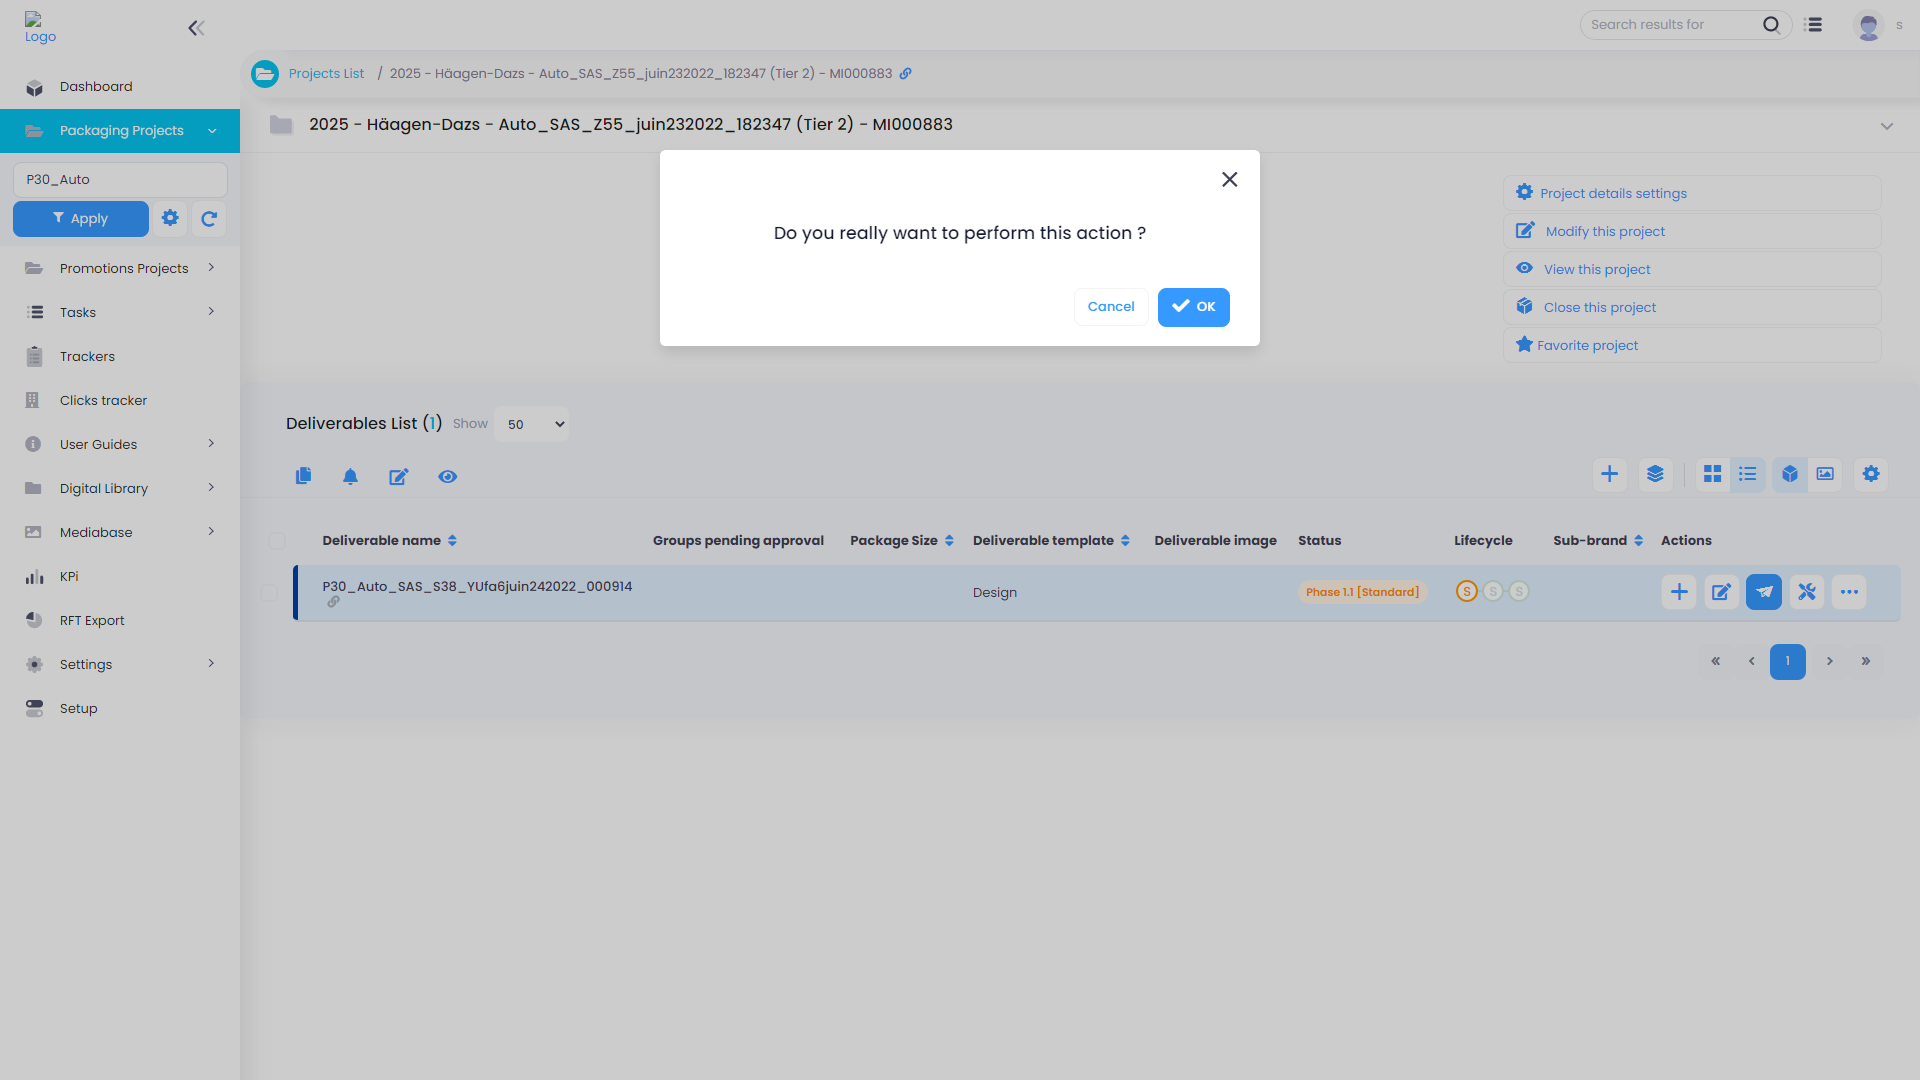 Logo
Search results for
s
Dashboard
Packaging Projects
P30_Auto
Apply
Promotions Projects
Tasks
Trackers
Clicks tracker
User Guides
Digital Library
Mediabase
KPi
RFT Export
Settings
Setup
Projects List / 2025 - Häagen-Dazs - Auto_SAS_Z55_juin232022_182347 (Tier 2) - MI000883
2025 - Häagen-Dazs - Auto_SAS_Z55_juin232022_182347 (Tier 2) - MI000883
Do you really want to perform this action ?
Cancel
OK
Project details settings
Modify this project
View this project
Close this project
Favorite project
Deliverables List (1) Show 50
Deliverable name Groups pending approval Package Size Deliverable template Deliverable image Status Lifecycle Sub-brand Actions
P30_Auto_SAS_S38_YUfa6juin242022_000914 Design Phase 1.1 [Standard] S S S
« ‹ 1 › »